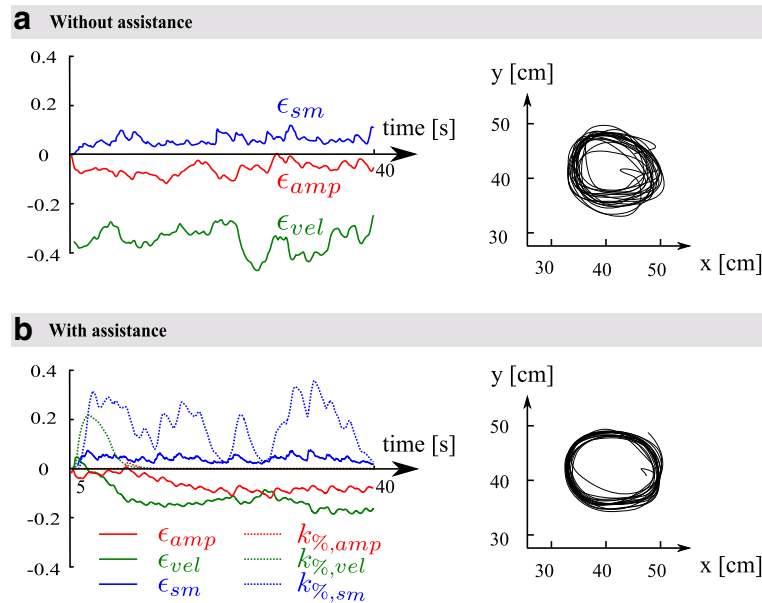 a Without assistance
0.4
0.2
0
-0.2
-0.4
ϵsm
time [s]
40
ϵamp
ϵvel
y [cm]
50
40
30
30 40 50
x [cm]
b With assistance
0.4
0.2
0
-0.2
-0.4
time [s]
5
40
ϵamp k%,amp
ϵvel k%,vel
ϵsm k%,sm
y [cm]
50
40
30
30 40 50
x [cm]